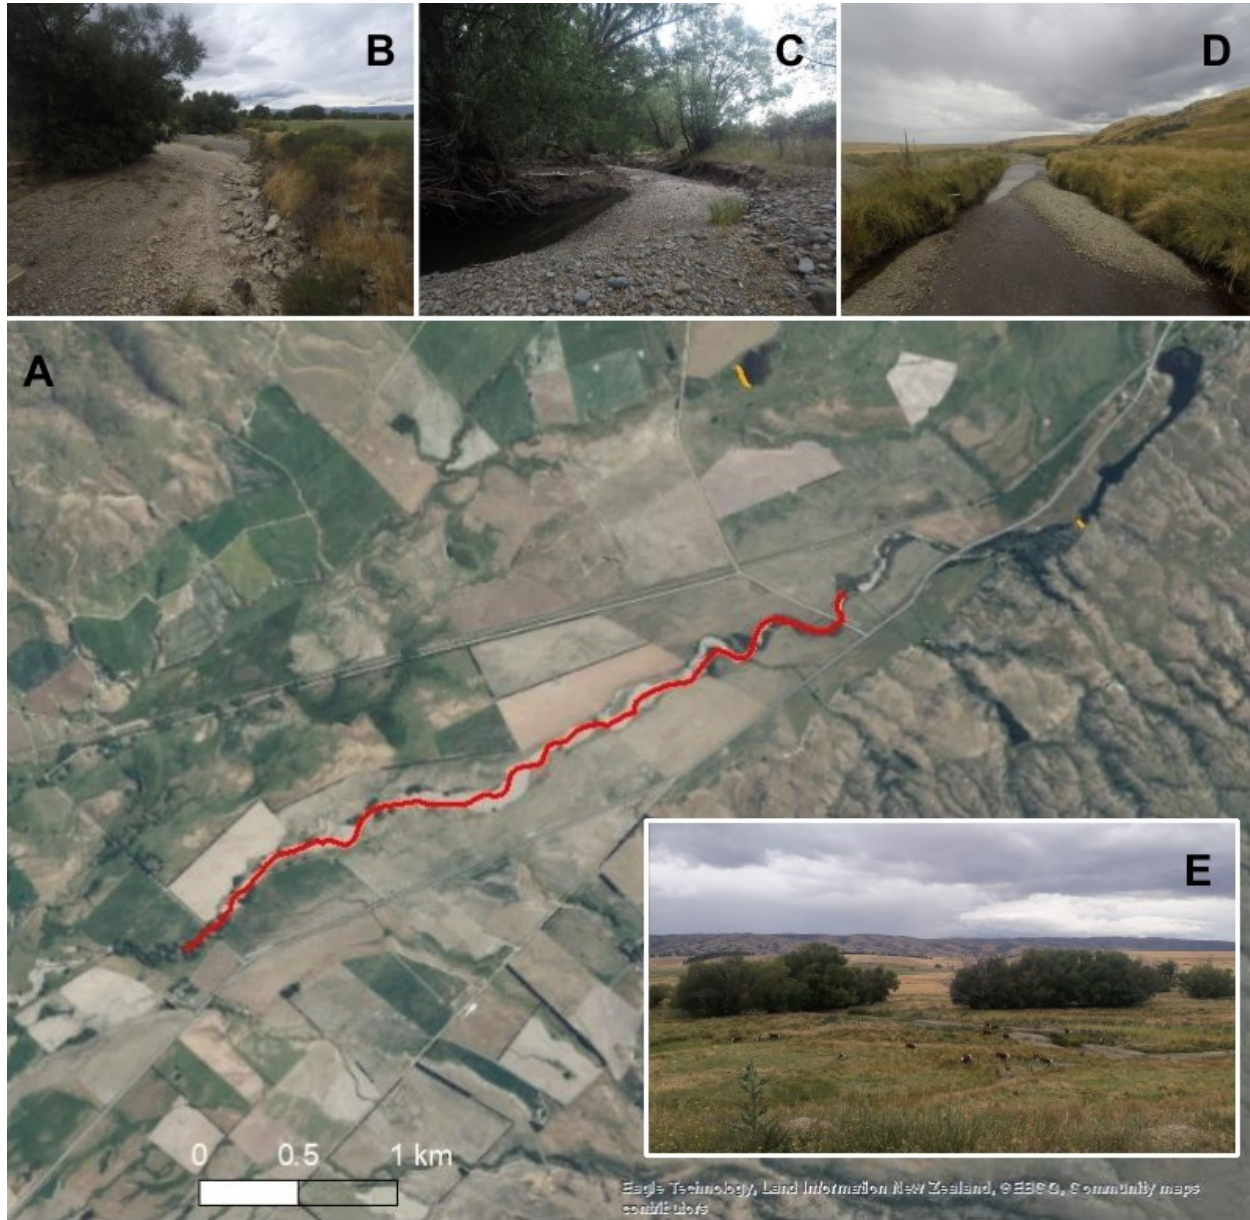 B
C
D
A
E
0 0.5 1 km
Eagle Technology, Land Information New Zealand, GEBCO, Community maps
contributors